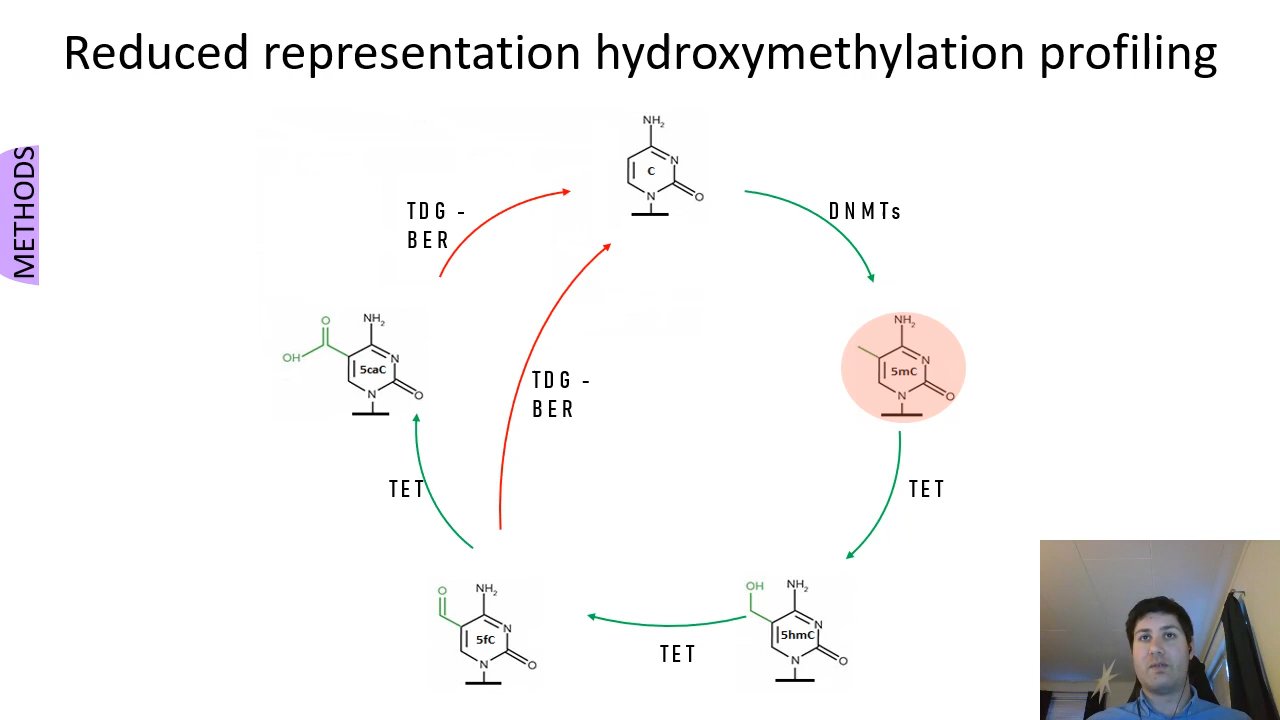 Reduced representation hydroxymethylation profiling
METHODS
NH2
N
C
N
O
TDG -
BER
DNMTs
O
OH
NH2
N
5caC
N
O
NH2
N
5mC
N
O
TDG -
BER
TET
TET
O
NH2
N
5fC
N
O
TET
OH
NH2
N
5hmC
N
O